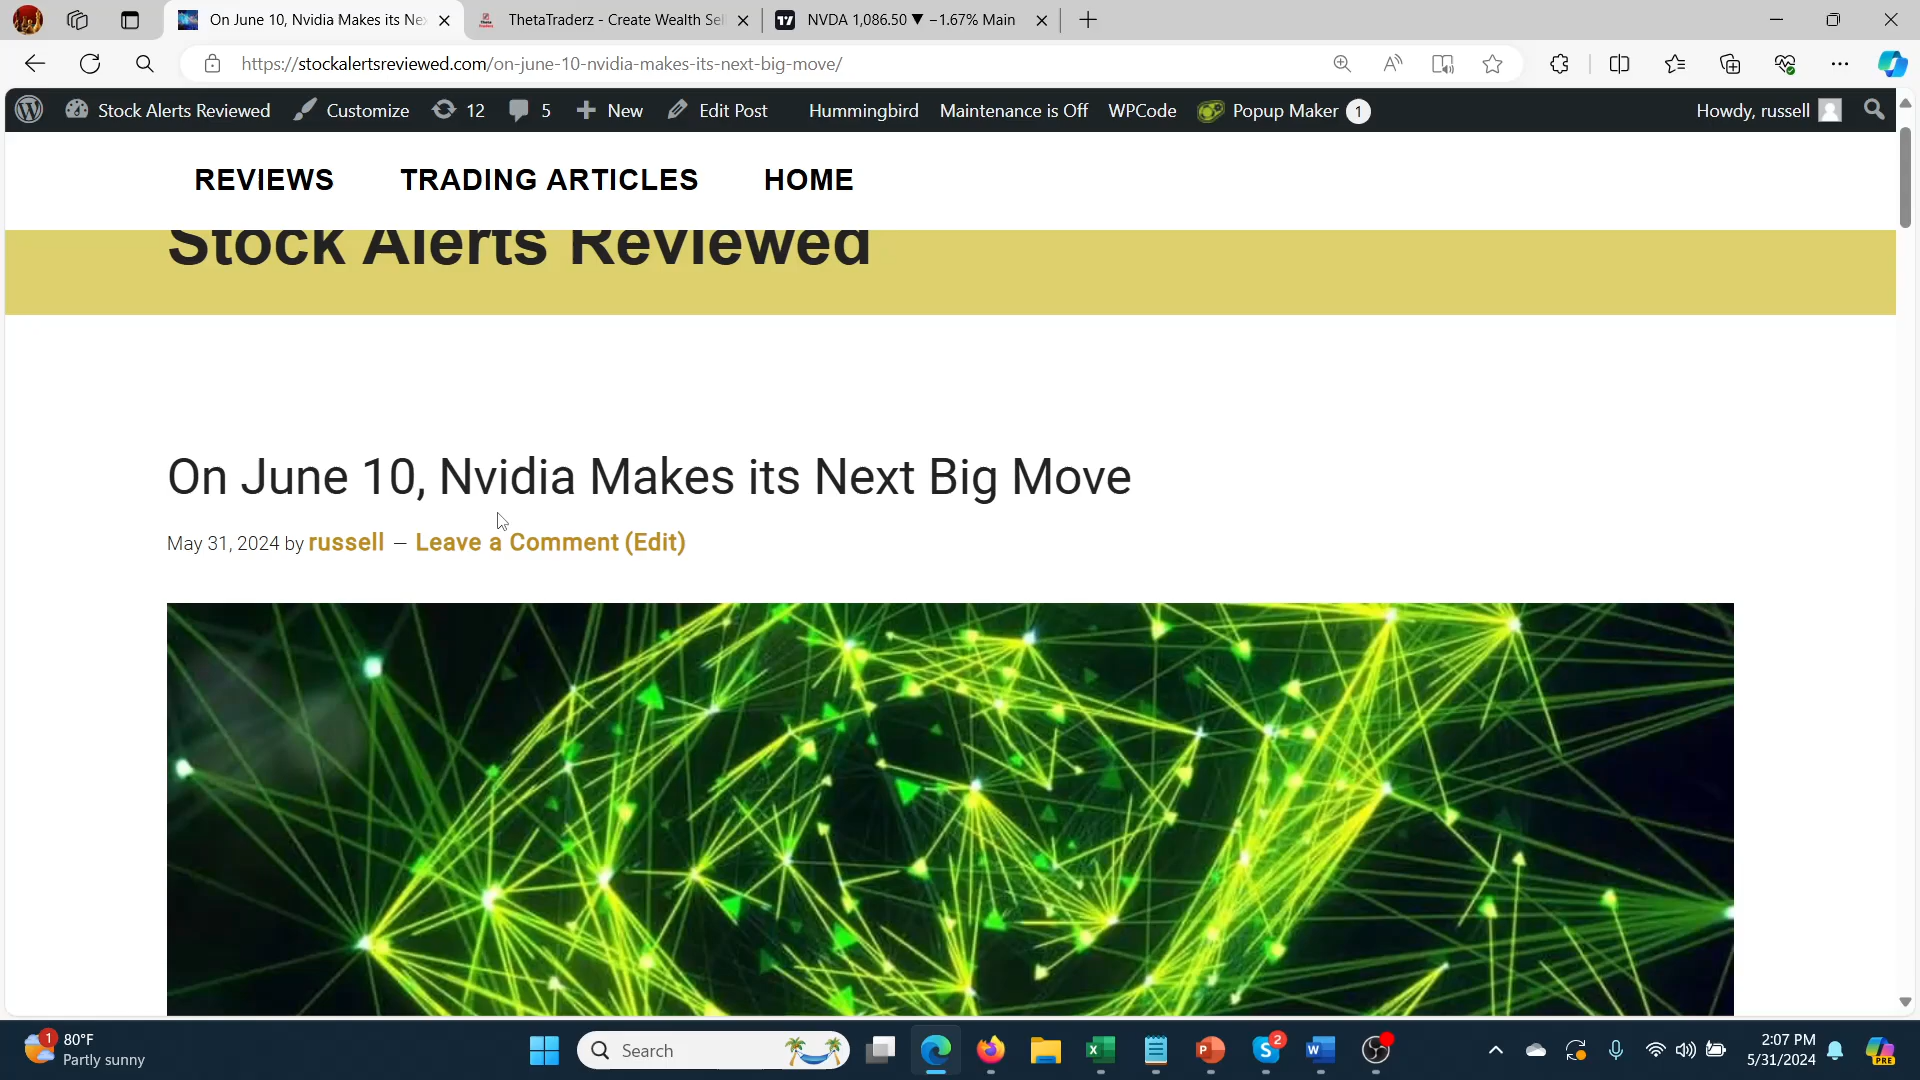 On June 10, Nvidia Makes its Ne
ThetaTraderz - Create Wealth Sel
NVDA 1,086.50 ▼ −1.67% Main
https://stockalertsreviewed.com/on-june-10-nvidia-makes-its-next-big-move/
Stock Alerts Reviewed
Customize
12
5
New
Edit Post
Hummingbird
Maintenance is Off
WPCode
Popup Maker 1
Howdy, russell
REVIEWS
TRADING ARTICLES
HOME
Stock Alerts Reviewed
On June 10, Nvidia Makes its Next Big Move
May 31, 2024 by russell — Leave a Comment (Edit)
1
80°F
Partly sunny
Search
2
2:07 PM
5/31/2024
PRE